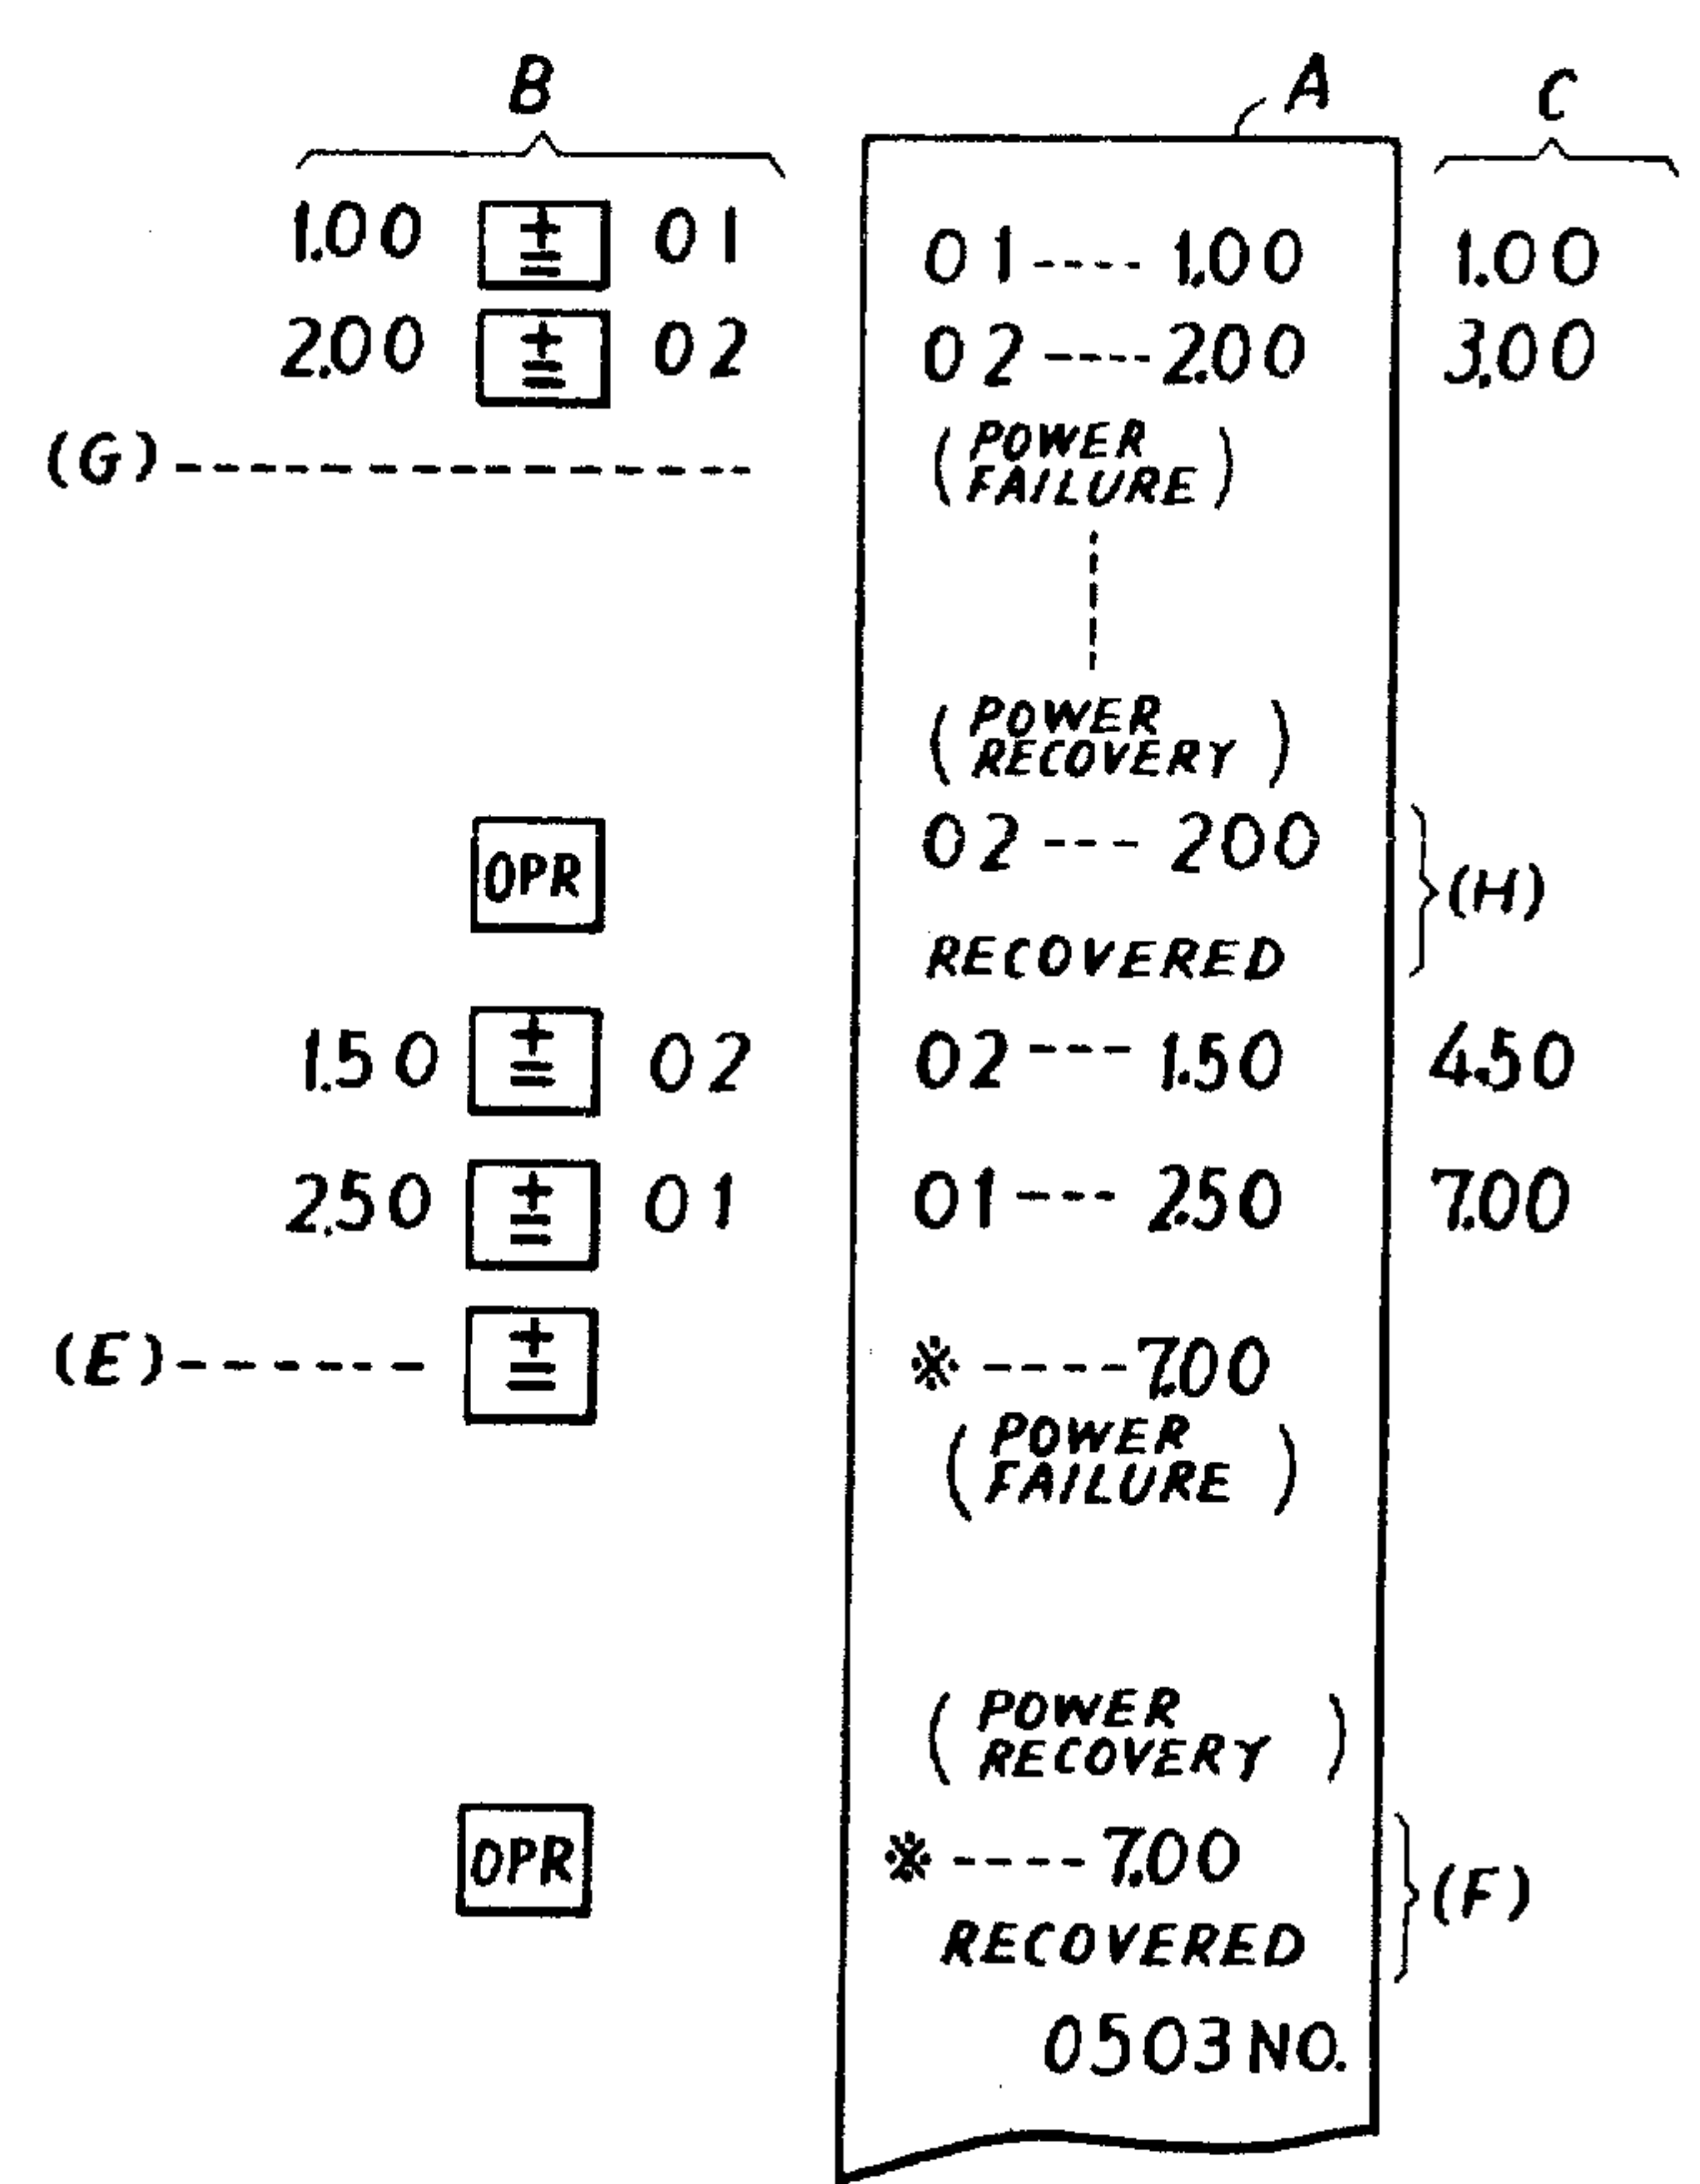 B A C
1.00 ± 01 01 ---- 1.00 1.00
2.00 ± 02 02 ---- 2.00 3.00
(G) ---------------- (POWER
FAILURE)
(POWER
RECOVERY)
02 --- 200
OPR (H)
RECOVERED
1.50 ± 02 02 --- 1.50 4.50
2.50 ± 01 01 --- 2.50 7.00
(E) ------ ± ※ ---- 7.00
(POWER
FAILURE)
(POWER
RECOVERY)
OPR ※ ---- 7.00 (F)
RECOVERED
0503 NO.